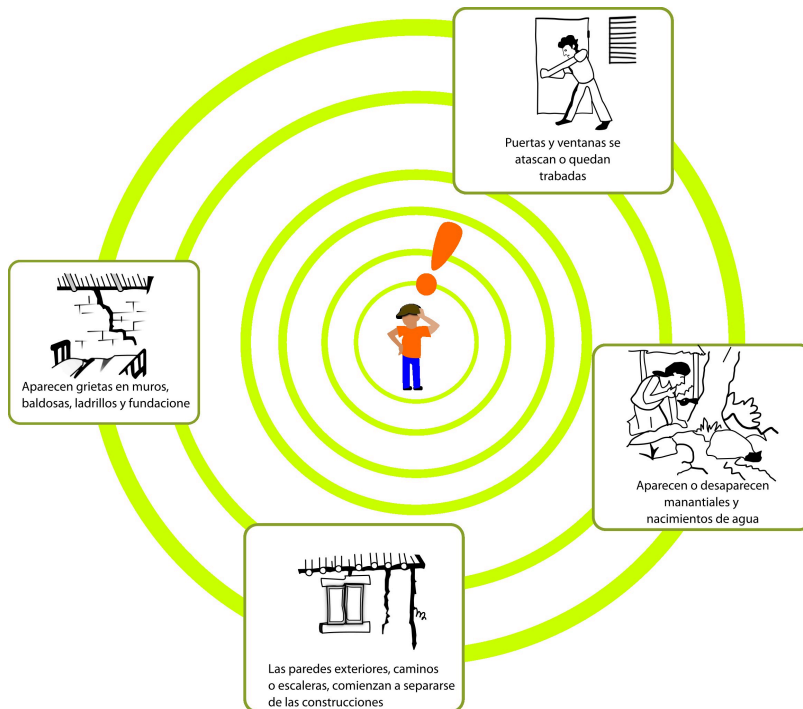 Puertas y ventanas se
atascan o quedan
trabadas
Aparecen grietas en muros,
baldosas, ladrillos y fundacione
Aparecen o desaparecen
manantiales y
nacimientos de agua
Las paredes exteriores, caminos
o escaleras, comienzan a separarse
de las construcciones